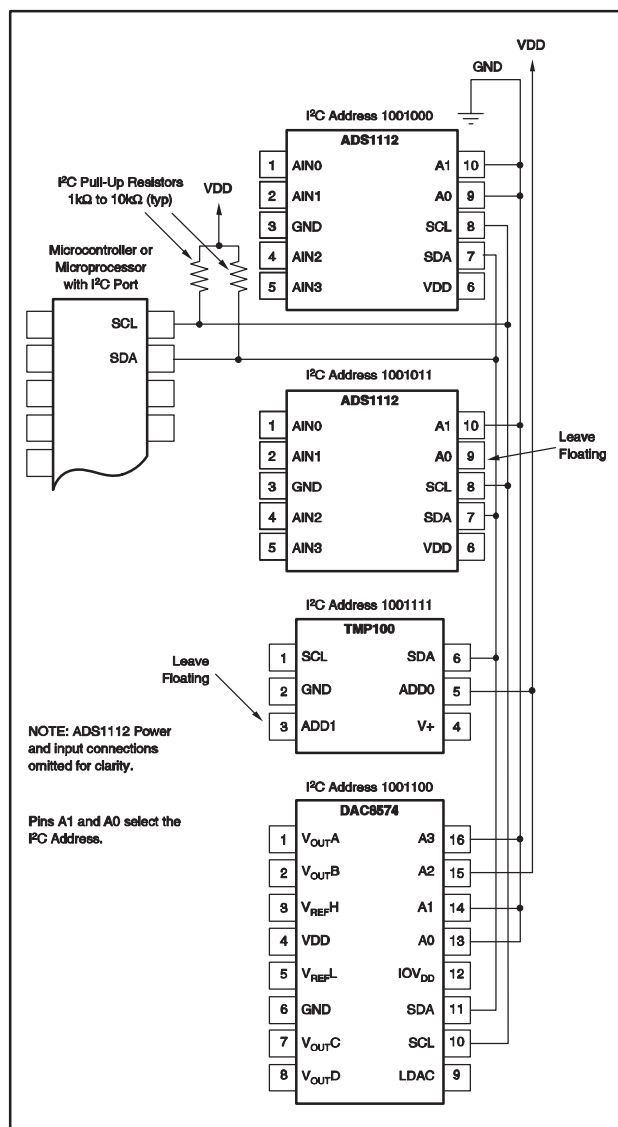 VDD
GND
I²C Address 1001000
ADS1112
1 AIN0 A1 10
2 AIN1 A0 9
3 GND SCL 8
4 AIN2 SDA 7
5 AIN3 VDD 6
I²C Pull-Up Resistors
1kΩ to 10kΩ (typ)
VDD
Microcontroller or
Microprocessor
with I²C Port
SCL
SDA
I²C Address 1001011
ADS1112
1 AIN0 A1 10
2 AIN1 A0 9
3 GND SCL 8
4 AIN2 SDA 7
5 AIN3 VDD 6
Leave
Floating
I²C Address 1001111
TMP100
1 SCL SDA 6
2 GND ADD0 5
3 ADD1 V+ 4
Leave
Floating
NOTE: ADS1112 Power
and input connections
omitted for clarity.
Pins A1 and A0 select the
I²C Address.
I²C Address 1001100
DAC8574
1 VOUTA A3 16
2 VOUTB A2 15
3 VREFH A1 14
4 VDD A0 13
5 VREFL IOVDD 12
6 GND SDA 11
7 VOUTC SCL 10
8 VOUTD LDAC 9